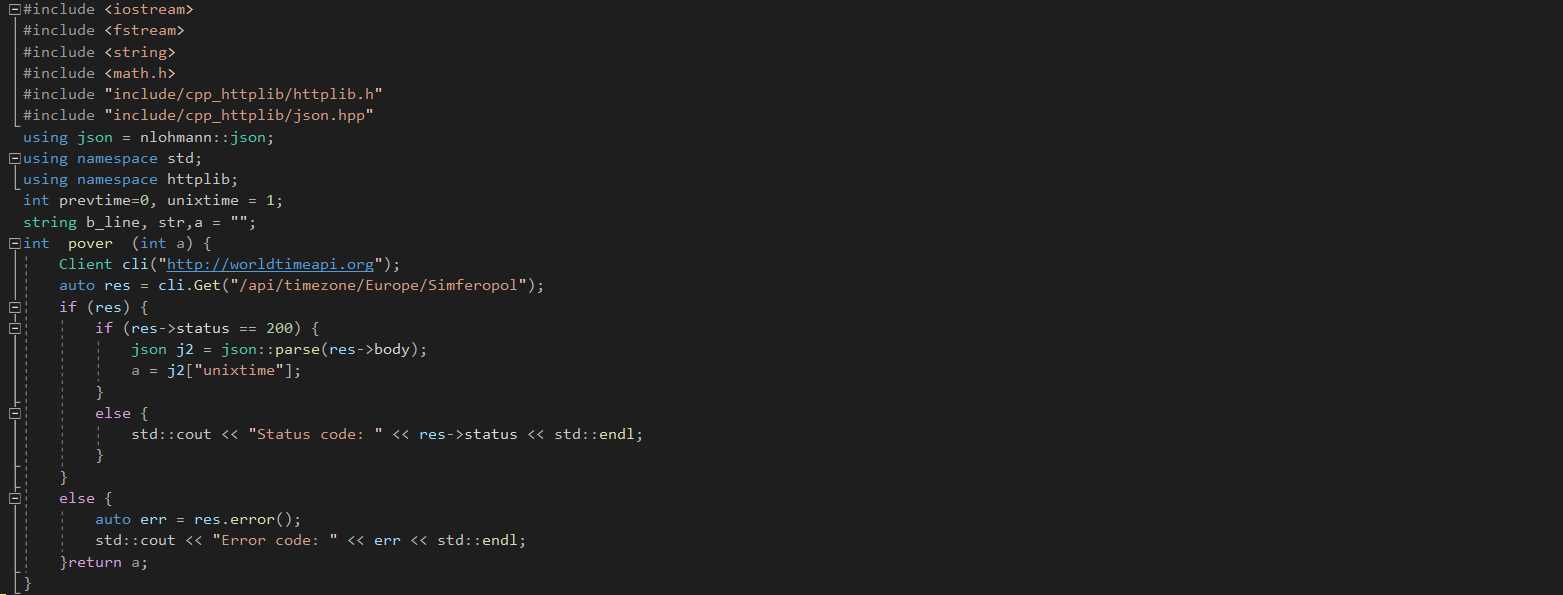 #include <iostream>
#include <fstream>
#include <string>
#include <math.h>
#include "include/cpp_httplib/httplib.h"
#include "include/cpp_httplib/json.hpp"
using json = nlohmann::json;
using namespace std;
using namespace httplib;
int prevtime=0, unixtime = 1;
string b_line, str,a = "";
int  pover  (int a) {
    Client cli("http://worldtimeapi.org");
    auto res = cli.Get("/api/timezone/Europe/Simferopol");
    if (res) {
        if (res->status == 200) {
            json j2 = json::parse(res->body);
            a = j2["unixtime"];
        }
        else {
            std::cout << "Status code: " << res->status << std::endl;
        }
    }
    else {
        auto err = res.error();
        std::cout << "Error code: " << err << std::endl;
    }return a;
}